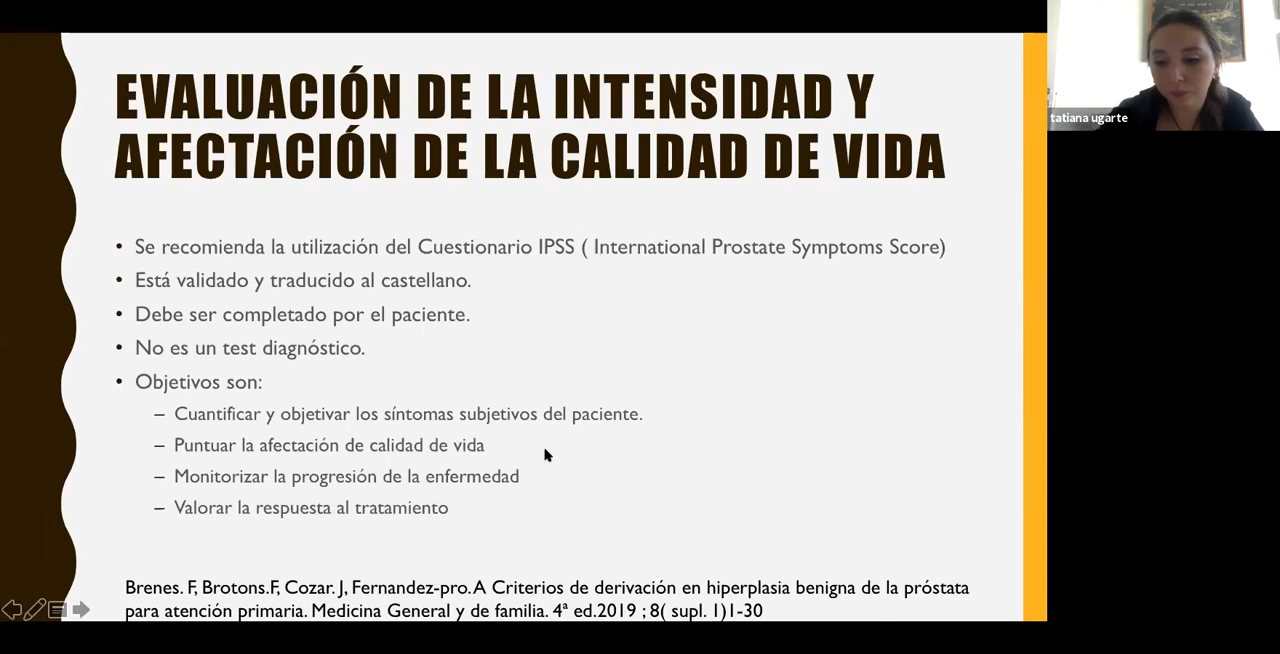 EVALUACIÓN DE LA INTENSIDAD Y
AFECTACIÓN DE LA CALIDAD DE VIDA
• Se recomienda la utilización del Cuestionario IPSS ( International Prostate Symptoms Score)
• Está validado y traducido al castellano.
• Debe ser completado por el paciente.
• No es un test diagnóstico.
• Objetivos son:
– Cuantificar y objetivar los síntomas subjetivos del paciente.
– Puntuar la afectación de calidad de vida
– Monitorizar la progresión de la enfermedad
– Valorar la respuesta al tratamiento
Brenes. F, Brotons.F, Cozar. J, Fernandez-pro. A Criterios de derivación en hiperplasia benigna de la próstata
para atención primaria. Medicina General y de familia. 4ª ed.2019 ; 8( supl. 1)1-30
tatiana ugarte